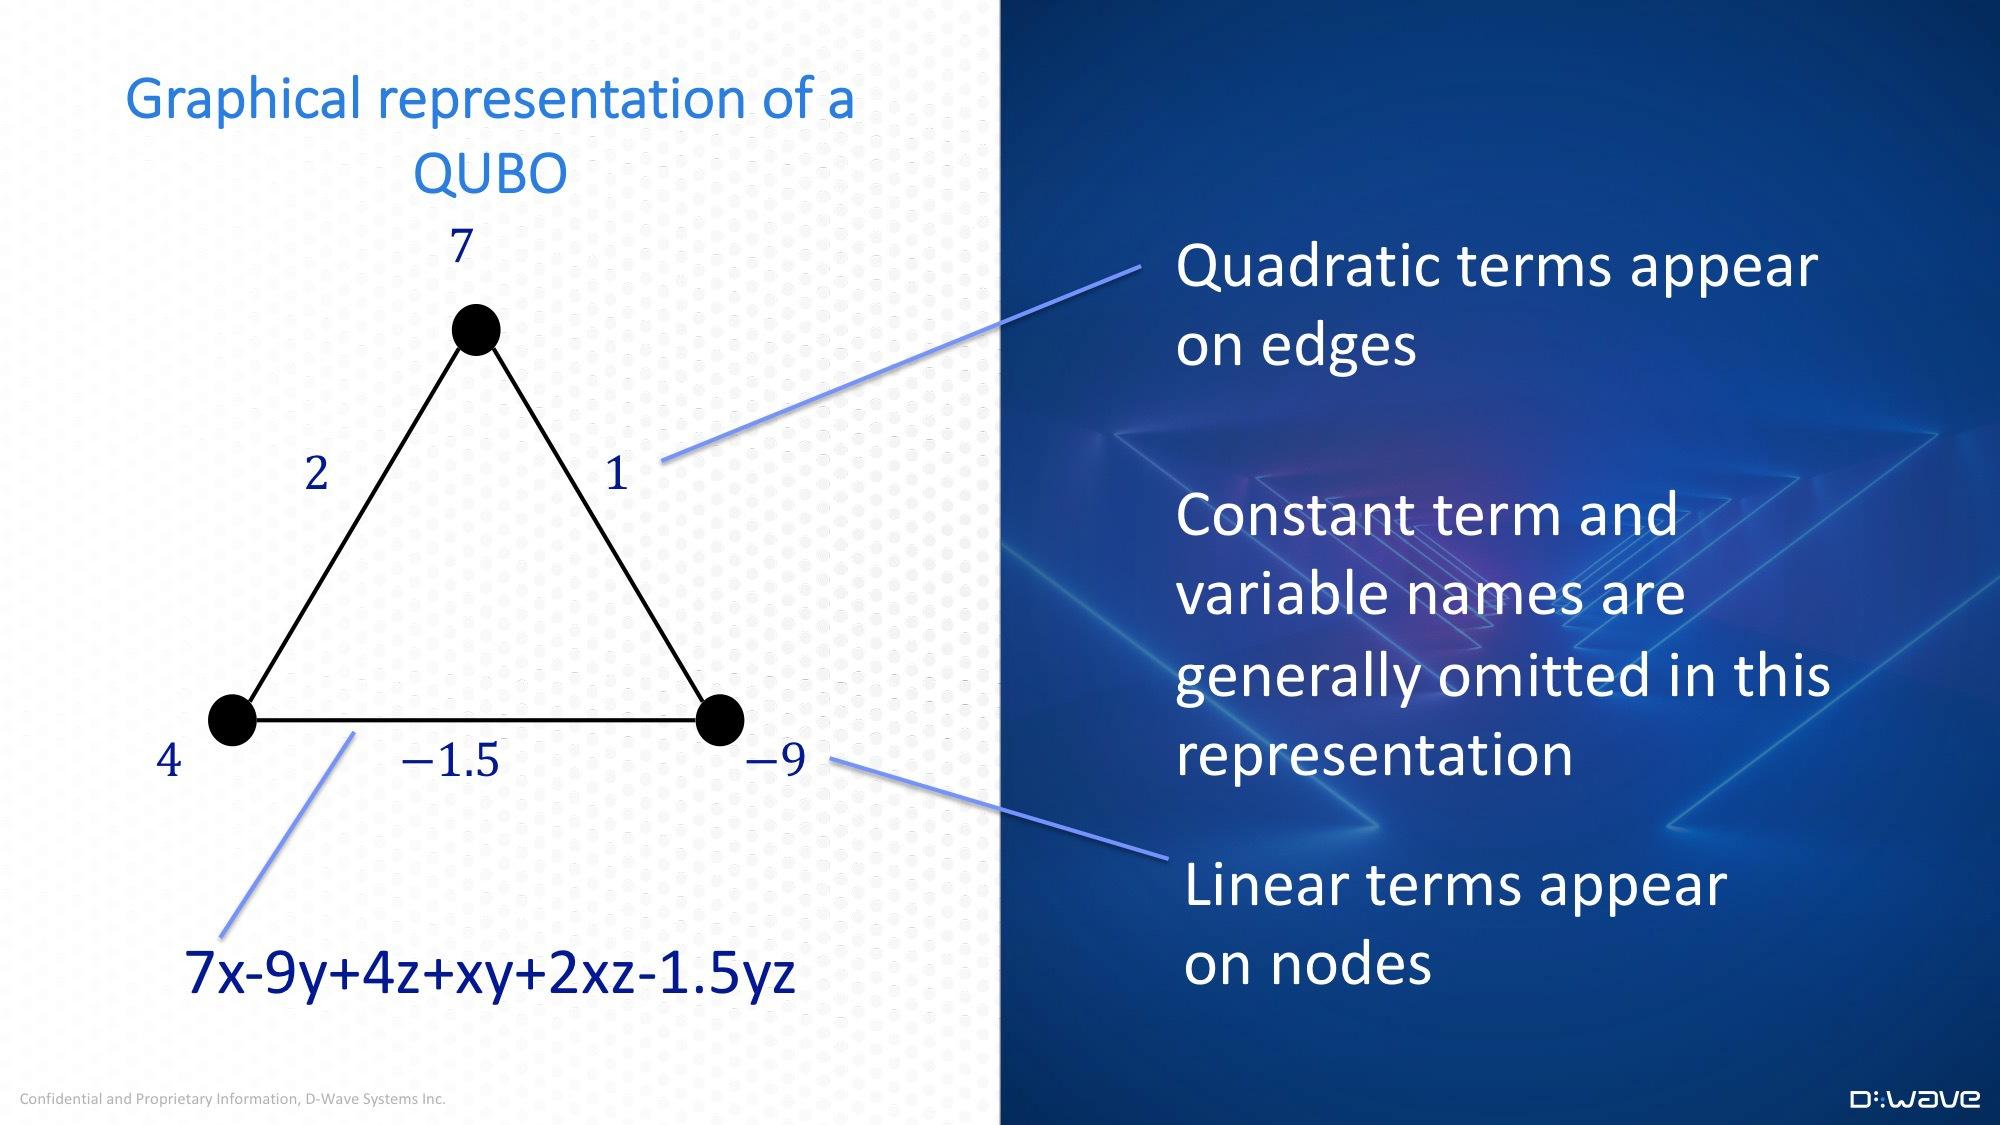 Graphical representation of a
QUBO
7
2
1
4
−1.5
−9
7x-9y+4z+xy+2xz-1.5yz
Quadratic terms appear
on edges
Constant term and
variable names are
generally omitted in this
representation
Linear terms appear
on nodes
Confidential and Proprietary Information, D-Wave Systems Inc.
D:wave